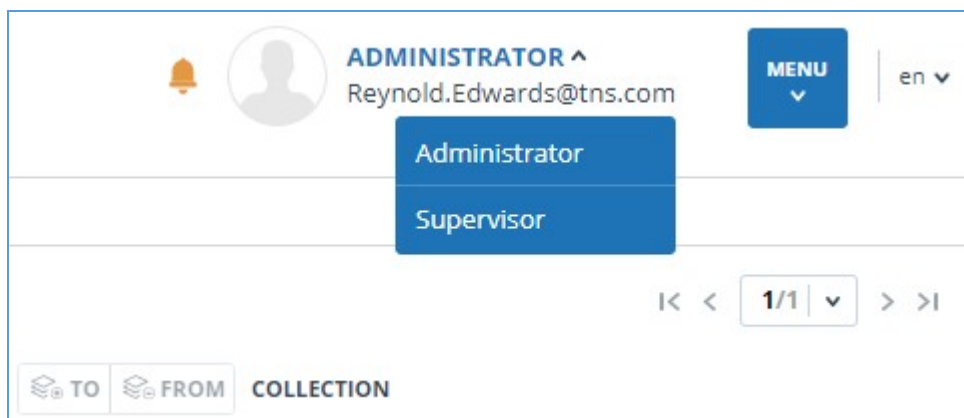 ADMINISTRATOR
Reynold.Edwards@tns.com
MENU
en
Administrator
Supervisor
1/1
TO FROM COLLECTION